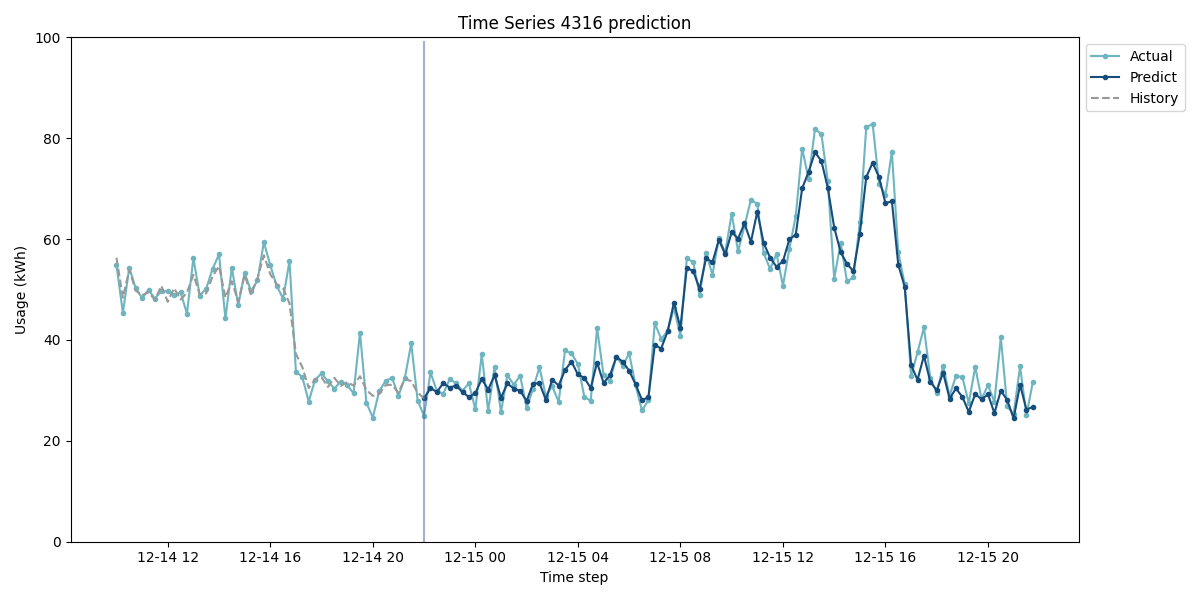 Time Series 4316 prediction
100
80
60
40
20
0
Usage (kWh)
12-14 12
12-14 16
12-14 20
12-15 00
12-15 04
12-15 08
12-15 12
12-15 16
12-15 20
Time step
Actual
Predict
History